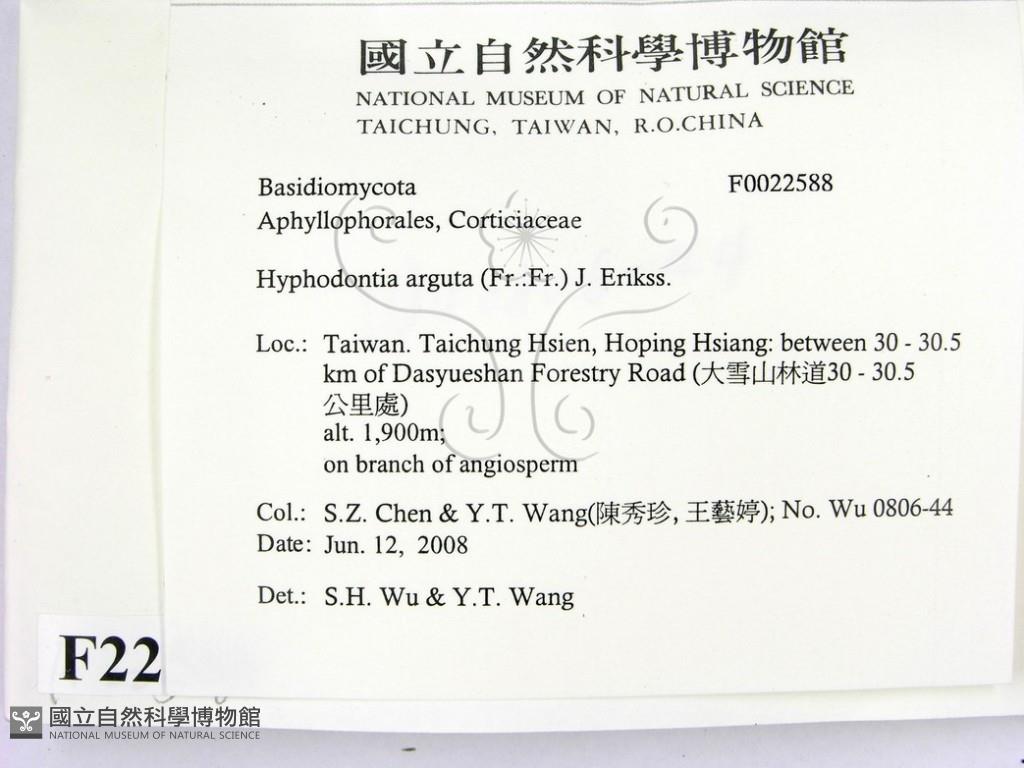 國立自然科學博物館
NATIONAL MUSEUM OF NATURAL SCIENCE
TAICHUNG, TAIWAN, R.O.CHINA
Basidiomycota F0022588
Aphyllophorales, Corticiaceae
Hyphodontia arguta (Fr.:Fr.) J. Erikss.
Loc.: Taiwan. Taichung Hsien, Hoping Hsiang: between 30 - 30.5
km of Dasyueshan Forestry Road (大雪山林道30 - 30.5
公里處)
alt. 1,900m;
on branch of angiosperm
Col.: S.Z. Chen & Y.T. Wang(陳秀珍, 王藝婷); No. Wu 0806-44
Date: Jun. 12, 2008
Det.: S.H. Wu & Y.T. Wang
F22
國立自然科學博物館
NATIONAL MUSEUM OF NATURAL SCIENCE